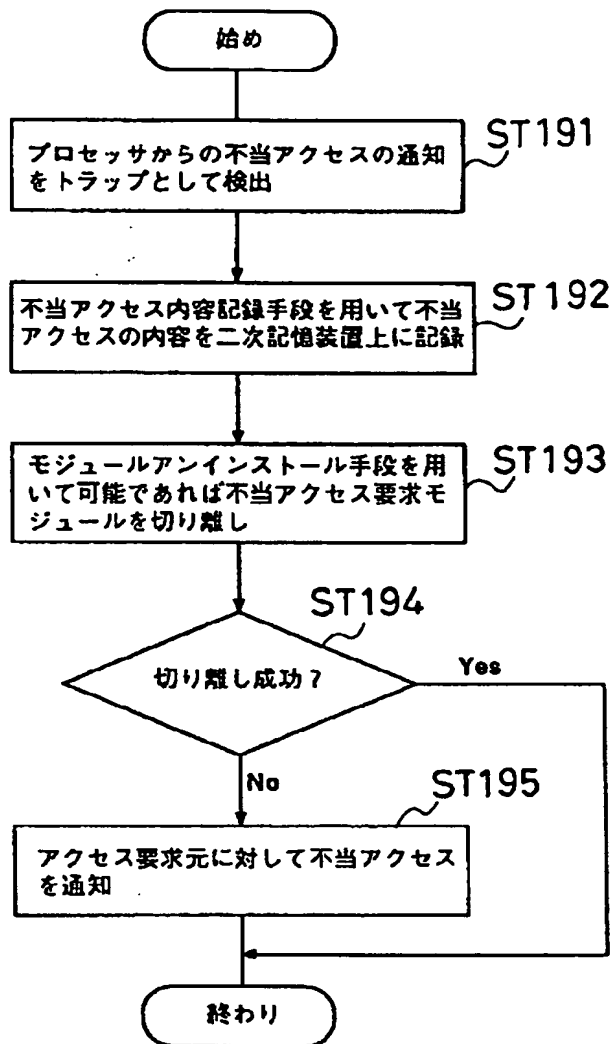 始め
ST191
プロセッサからの不当アクセスの通知
をトラップとして検出
ST192
不当アクセス内容記録手段を用いて不当
アクセスの内容を二次記憶装置上に記録
ST193
モジュールアンインストール手段を用
いて可能であれば不当アクセス要求モ
ジュールを切り離し
ST194
切り離し成功?
Yes
No
ST195
アクセス要求元に対して不当アクセス
を通知
終わり